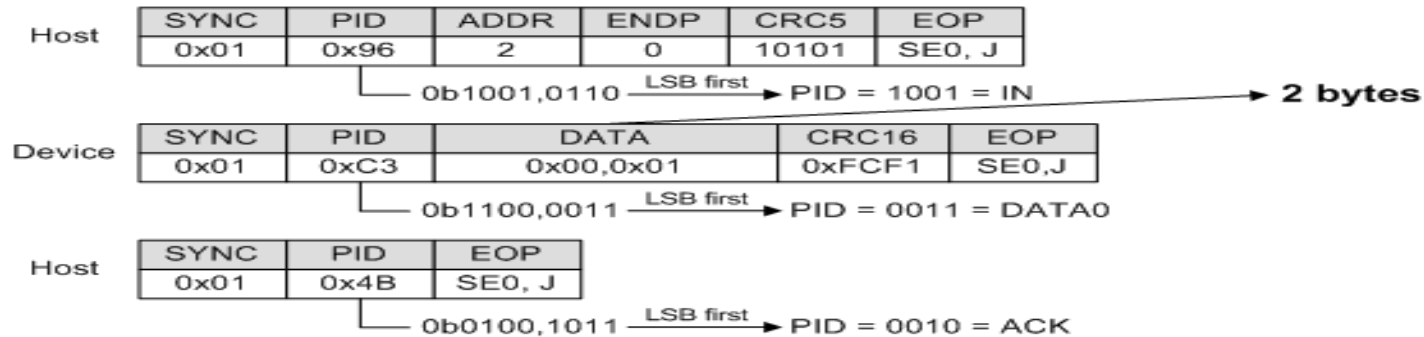 SYNC PID ADDR ENDP CRC5 EOP
Host
0x01 0x96 2 0 10101 SE0, J
0b1001,0110 LSB first PID = 1001 = IN
2 bytes
SYNC PID DATA CRC16 EOP
Device
0x01 0xC3 0x00,0x01 0xFCF1 SE0,J
0b1100,0011 LSB first PID = 0011 = DATA0
SYNC PID EOP
Host
0x01 0x4B SE0, J
0b0100,1011 LSB first PID = 0010 = ACK